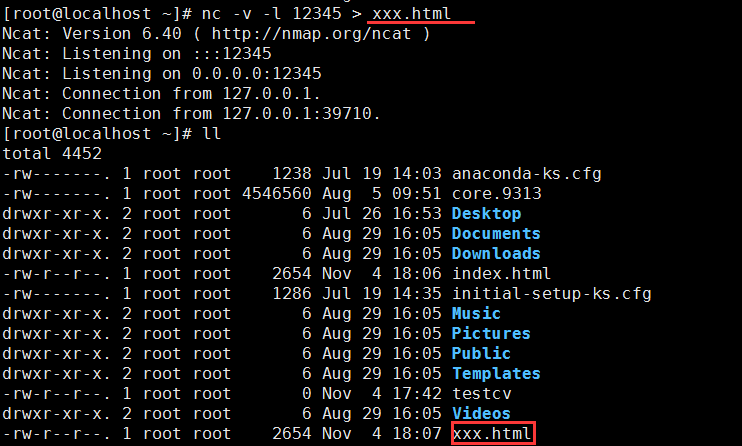 [root@localhost ~]# nc -v -l 12345 > xxx.html
Ncat: Version 6.40 ( http://nmap.org/ncat )
Ncat: Listening on :::12345
Ncat: Listening on 0.0.0.0:12345
Ncat: Connection from 127.0.0.1.
Ncat: Connection from 127.0.0.1:39710.
[root@localhost ~]# ll
total 4452
-rw-------. 1 root root    1238 Jul 19 14:03 anaconda-ks.cfg
-rw-------. 1 root root 4546560 Aug  5 09:51 core.9313
drwxr-xr-x. 2 root root       6 Jul 26 16:53 Desktop
drwxr-xr-x. 2 root root       6 Aug 29 16:05 Documents
drwxr-xr-x. 2 root root       6 Aug 29 16:05 Downloads
-rw-r--r--. 1 root root    2654 Nov  4 18:06 index.html
-rw-------. 1 root root    1286 Jul 19 14:35 initial-setup-ks.cfg
drwxr-xr-x. 2 root root       6 Aug 29 16:05 Music
drwxr-xr-x. 2 root root       6 Aug 29 16:05 Pictures
drwxr-xr-x. 2 root root       6 Aug 29 16:05 Public
drwxr-xr-x. 2 root root       6 Aug 29 16:05 Templates
-rw-r--r--. 1 root root       0 Nov  4 17:42 testcv
drwxr-xr-x. 2 root root       6 Aug 29 16:05 Videos
-rw-r--r--. 1 root root    2654 Nov  4 18:07 xxx.html